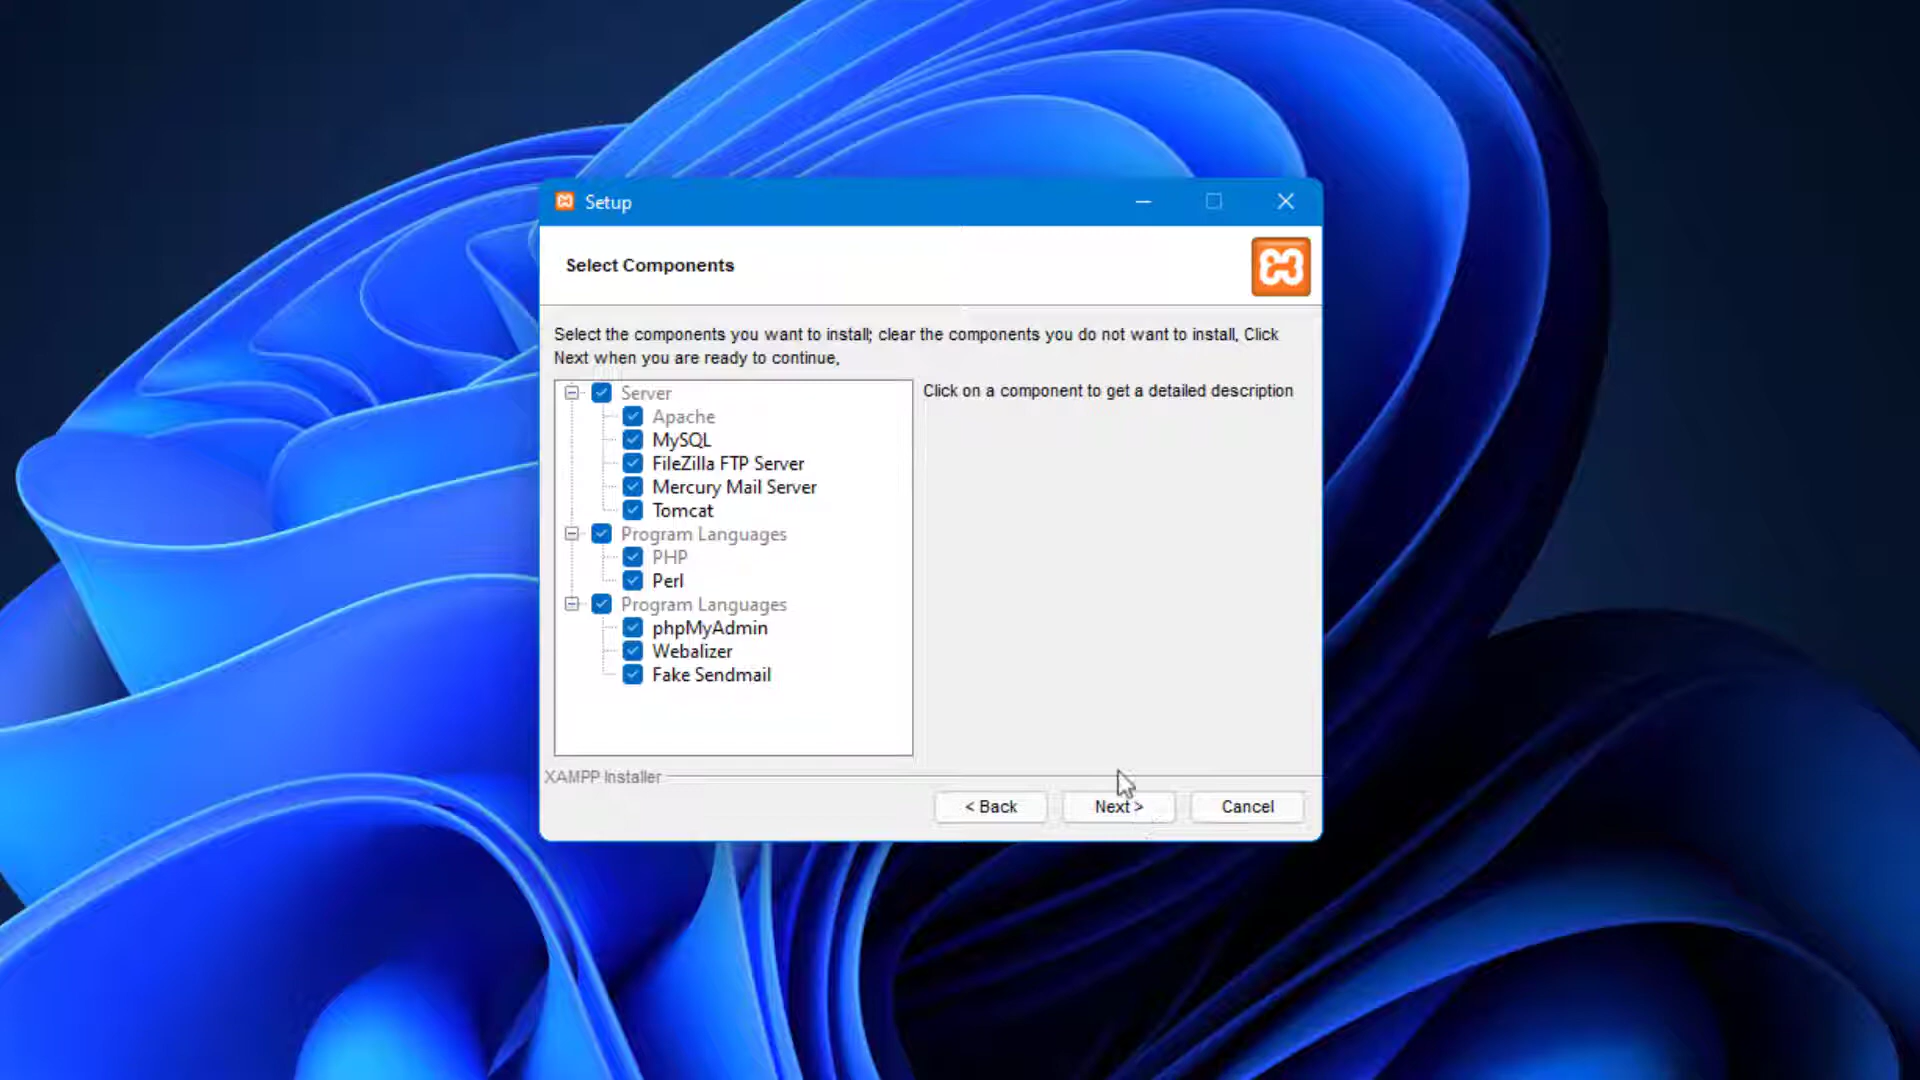 Setup
Select Components
Select the components you want to install; clear the components you do not want to install. Click
Next when you are ready to continue.
Server
Apache
MySQL
FileZilla FTP Server
Mercury Mail Server
Tomcat
Program Languages
PHP
Perl
Program Languages
phpMyAdmin
Webalizer
Fake Sendmail
Click on a component to get a detailed description
XAMPP Installer
< Back
Next >
Cancel